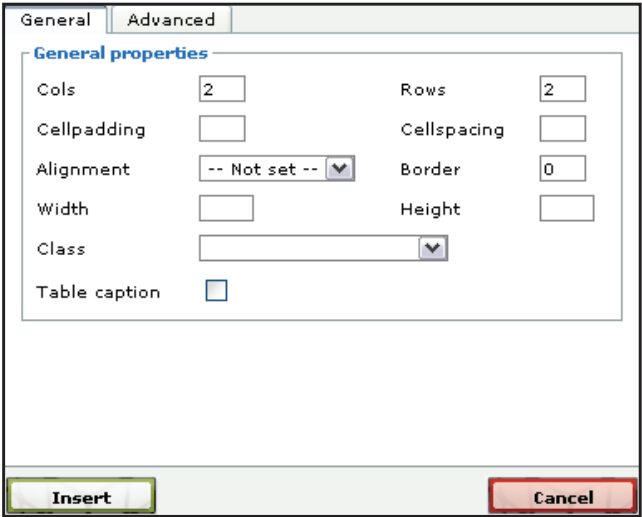 General Advanced
General properties
Cols 2 Rows 2
Cellpadding Cellspacing
Alignment -- Not set -- Border 0
Width Height
Class
Table caption
Insert Cancel